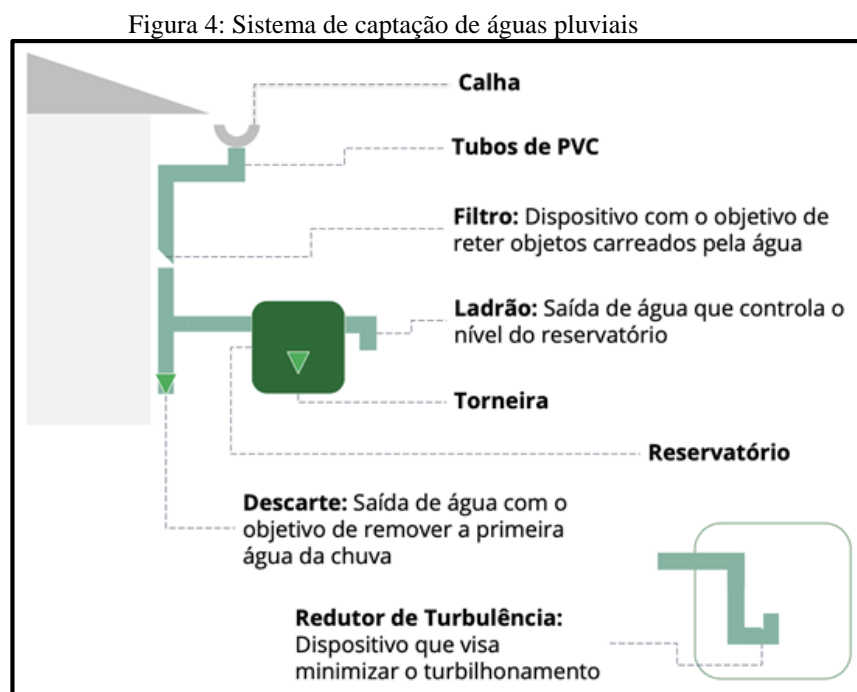 Figura 4: Sistema de captação de águas pluviais
Calha
Tubos de PVC
Filtro: Dispositivo com o objetivo de
reter objetos carreados pela água
Ladrão: Saída de água que controla o
nível do reservatório
Torneira
Reservatório
Descarte: Saída de água com o
objetivo de remover a primeira
água da chuva
Redutor de Turbulência:
Dispositivo que visa
minimizar o turbilhonamento